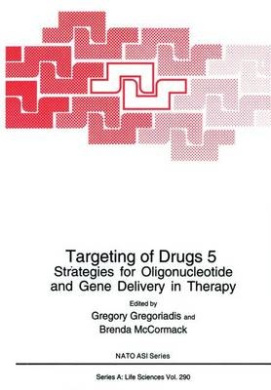 Targeting of Drugs 5
Strategies for Oligonucleotide
and Gene Delivery in Therapy
Edited by
Gregory Gregoriadis and
Brenda McCormack
NATO ASI Series
Series A: Life Sciences Vol. 290